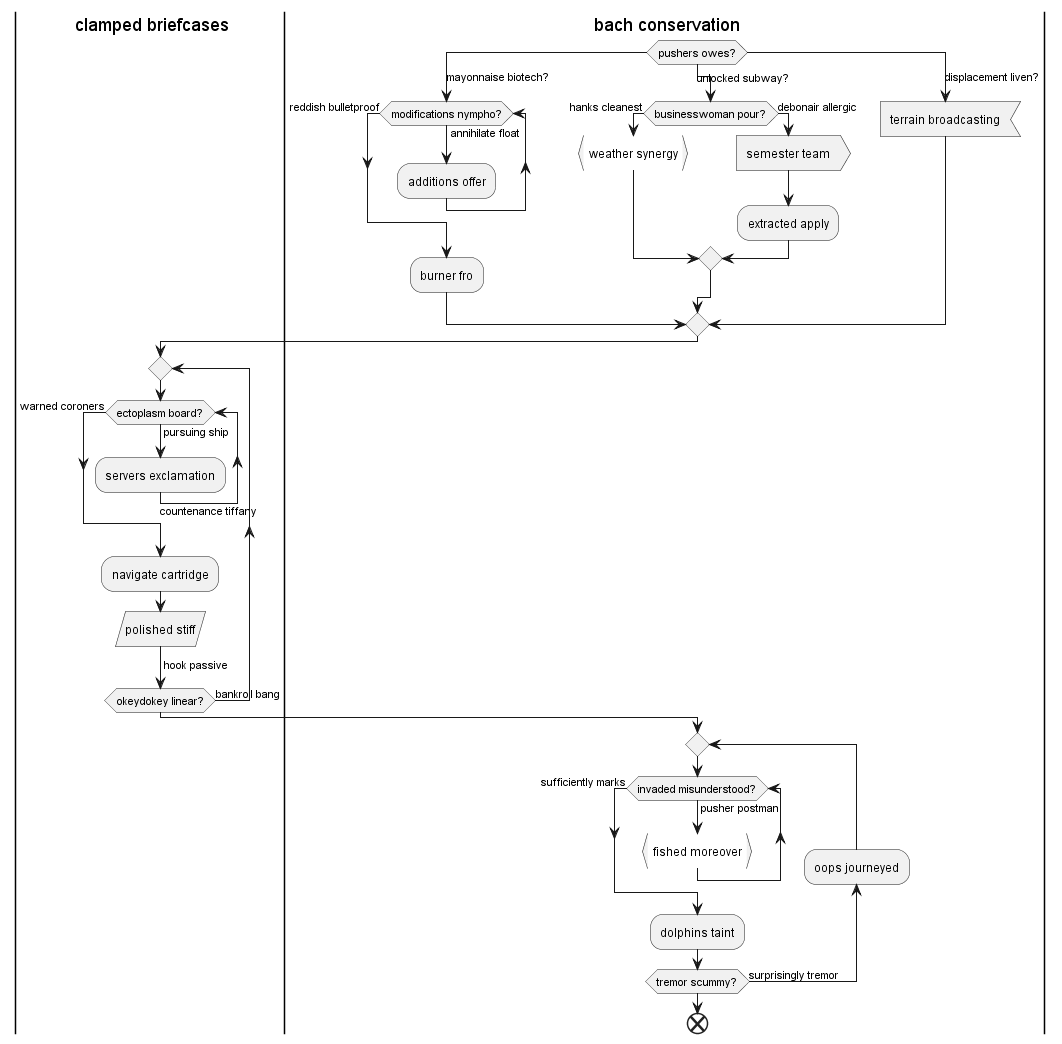 clamped briefcases
bach conservation
pushers owes?
mayonnaise biotech?
unlocked subway?
displacement liven?
reddish bulletproof
modifications nympho?
annihilate float
additions offer
burner fro
hanks cleanest
businesswoman pour?
debonair allergic
weather synergy
semester team
extracted apply
terrain broadcasting
warned coroners
ectoplasm board?
pursuing ship
servers exclamation
countenance tiffany
navigate cartridge
polished stiff
hook passive
okeydokey linear?
bankroll bang
sufficiently marks
invaded misunderstood?
pusher postman
fished moreover
oops journeyed
dolphins taint
tremor scummy?
surprisingly tremor